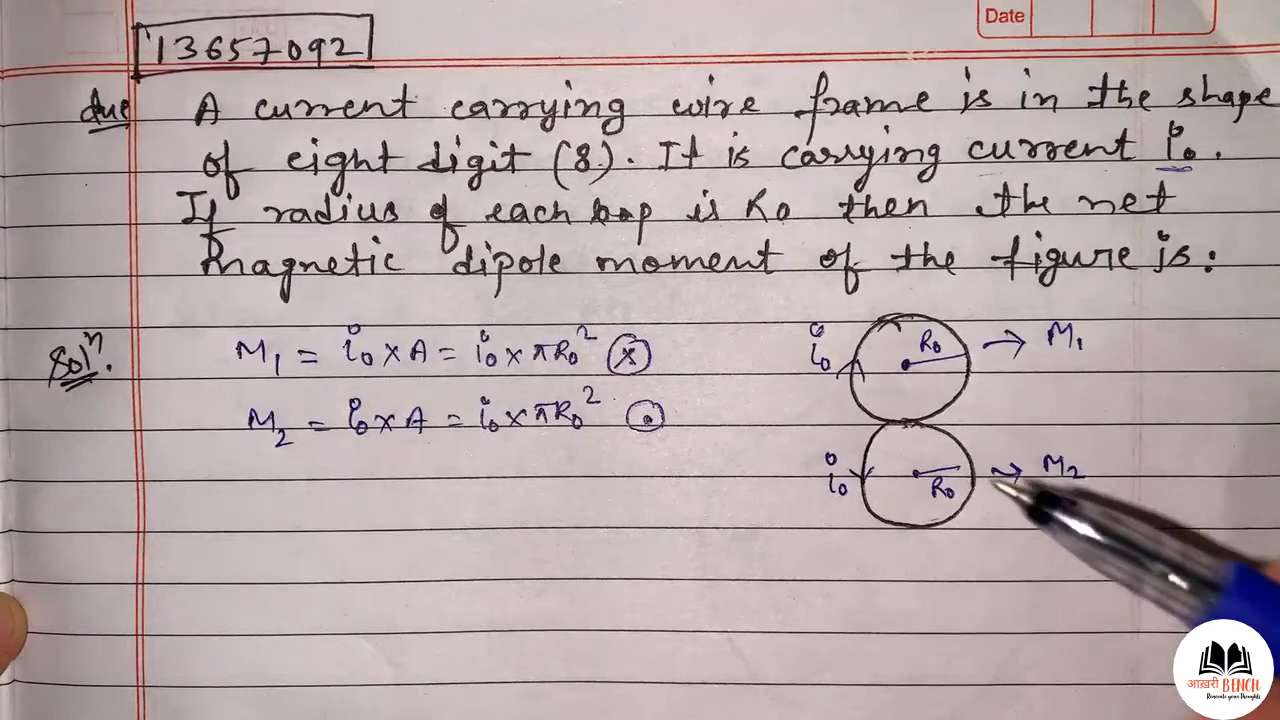 Date
13657092
Que A current carrying wire frame is in the shape
of eight digit (8). It is carrying current i₀.
If radius of each loop is R₀ then the net
magnetic dipole moment of the figure is:
Solⁿ.
M₁ = i₀ × A = i₀ × πR₀² ⊗
M₂ = i₀ × A = i₀ × πR₀² ⊙
i₀ R₀ → M₁
i₀ R₀ → M₂
आख़री BENCH